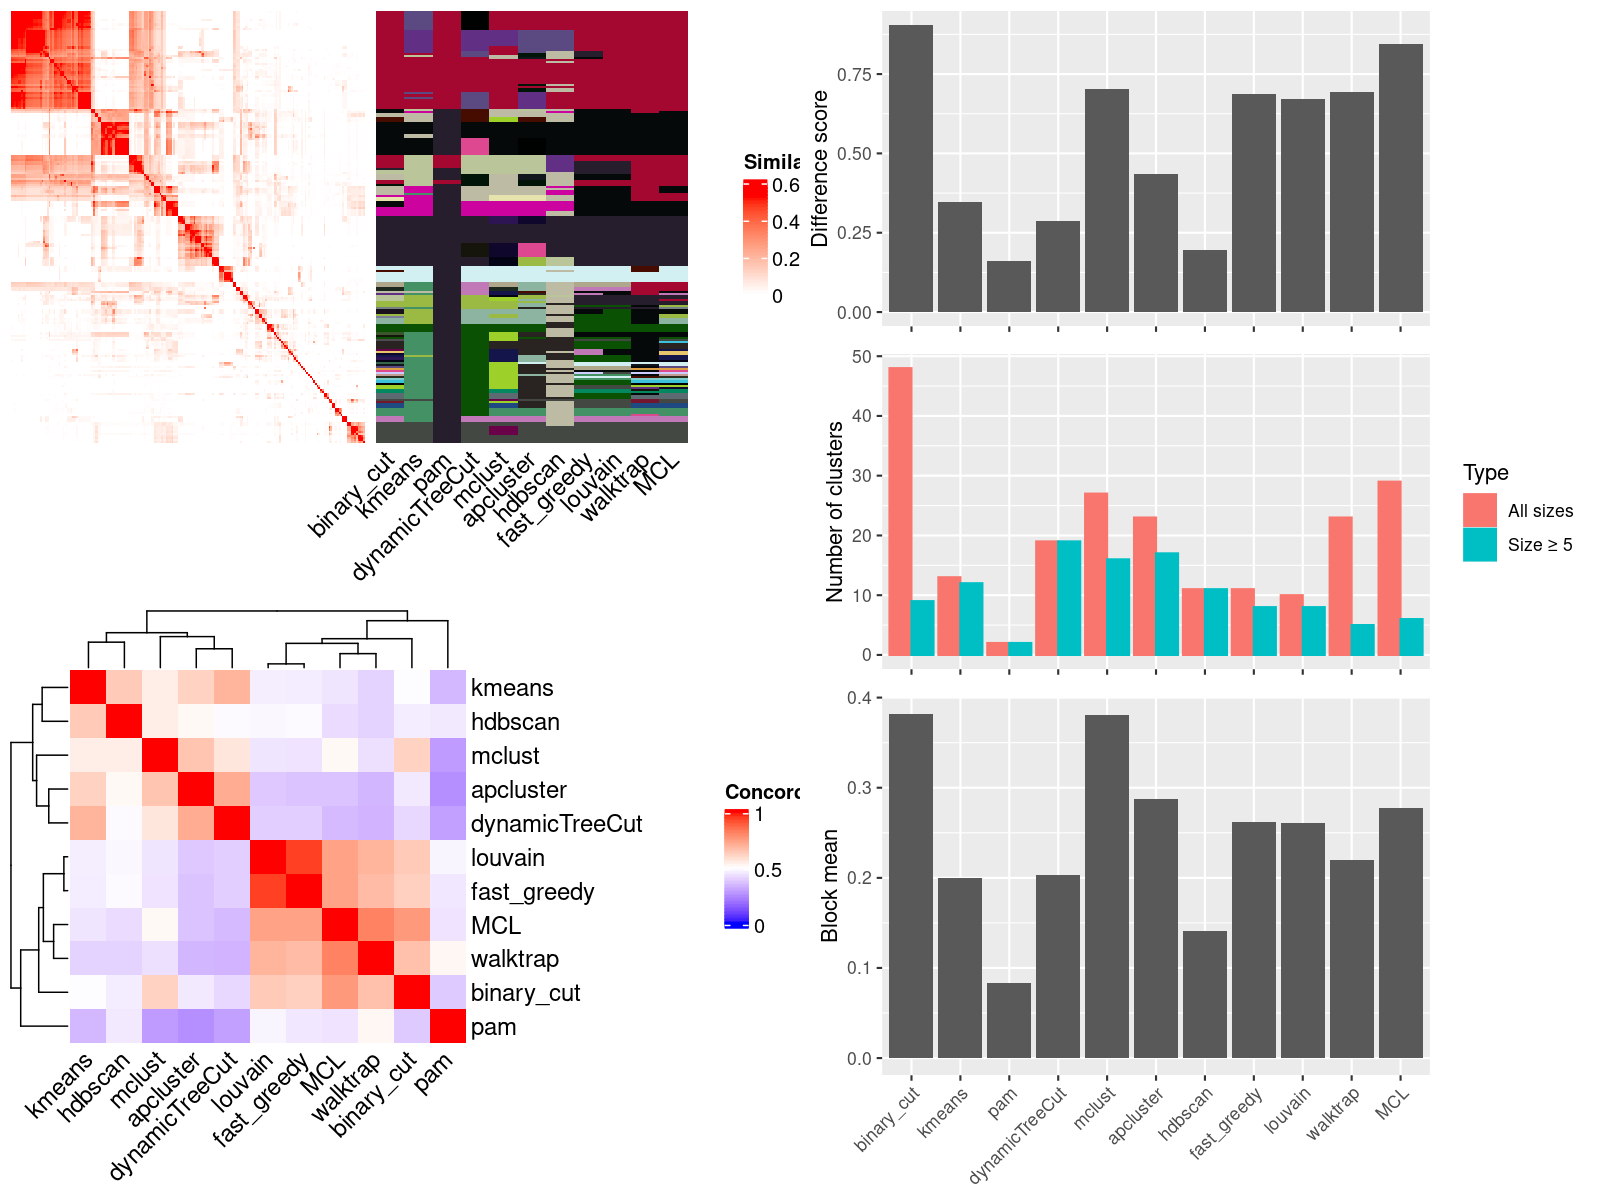 Simila
0.6
0.4
0.2
0
binary_cut
kmeans
pam
dynamicTreeCut
mclust
apcluster
hdbscan
fast_greedy
louvain
walktrap
MCL
kmeans
hdbscan
mclust
apcluster
dynamicTreeCut
louvain
fast_greedy
MCL
walktrap
binary_cut
pam
kmeans
hdbscan
mclust
apcluster
dynamicTreeCut
louvain
fast_greedy
MCL
walktrap
binary_cut
pam
Concord
1
0.5
0
Difference score
0.75
0.50
0.25
0.00
Number of clusters
50
40
30
20
10
0
Type
All sizes
Size ≥ 5
Block mean
0.4
0.3
0.2
0.1
0.0
binary_cut
kmeans
pam
dynamicTreeCut
mclust
apcluster
hdbscan
fast_greedy
louvain
walktrap
MCL